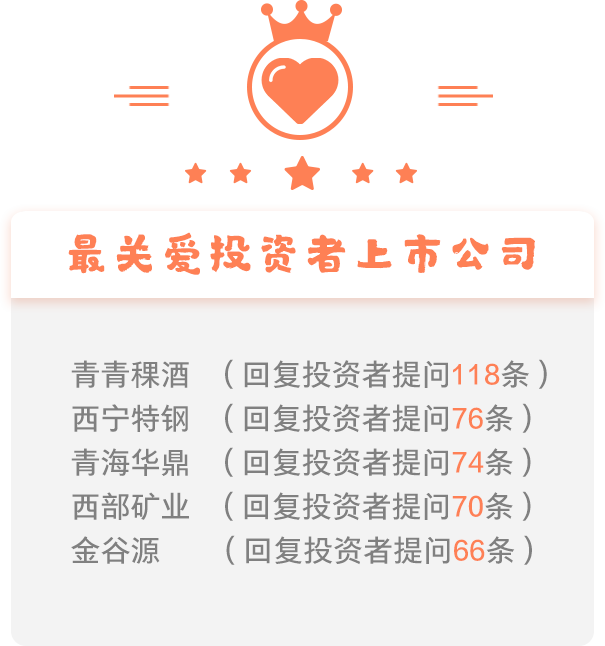 最关爱投资者上市公司
青青稞酒 （回复投资者提问118条）
西宁特钢 （回复投资者提问76条）
青海华鼎 （回复投资者提问74条）
西部矿业 （回复投资者提问70条）
金谷源 （回复投资者提问66条）